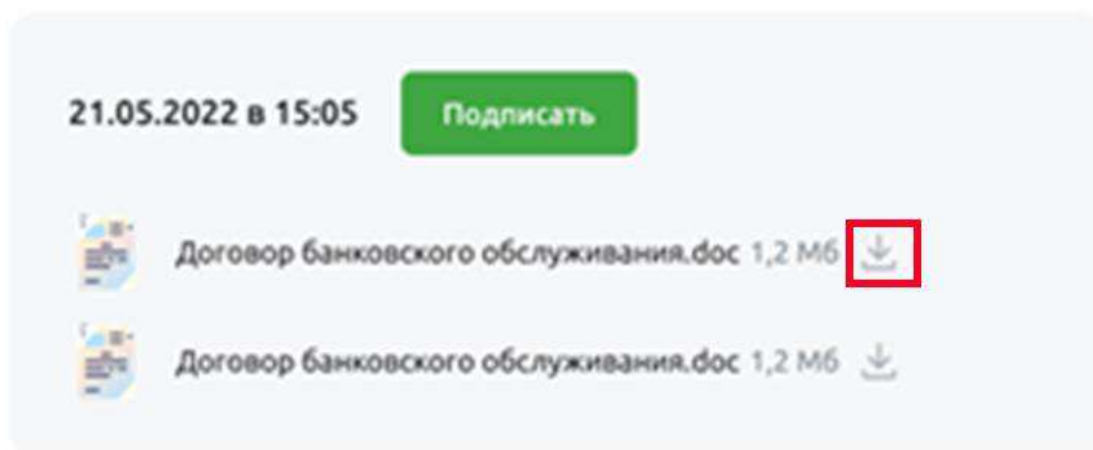 21.05.2022 в 15:05 Подписать
Договор банковского обслуживания.doc 1,2 Мб
Договор банковского обслуживания.doc 1,2 Мб